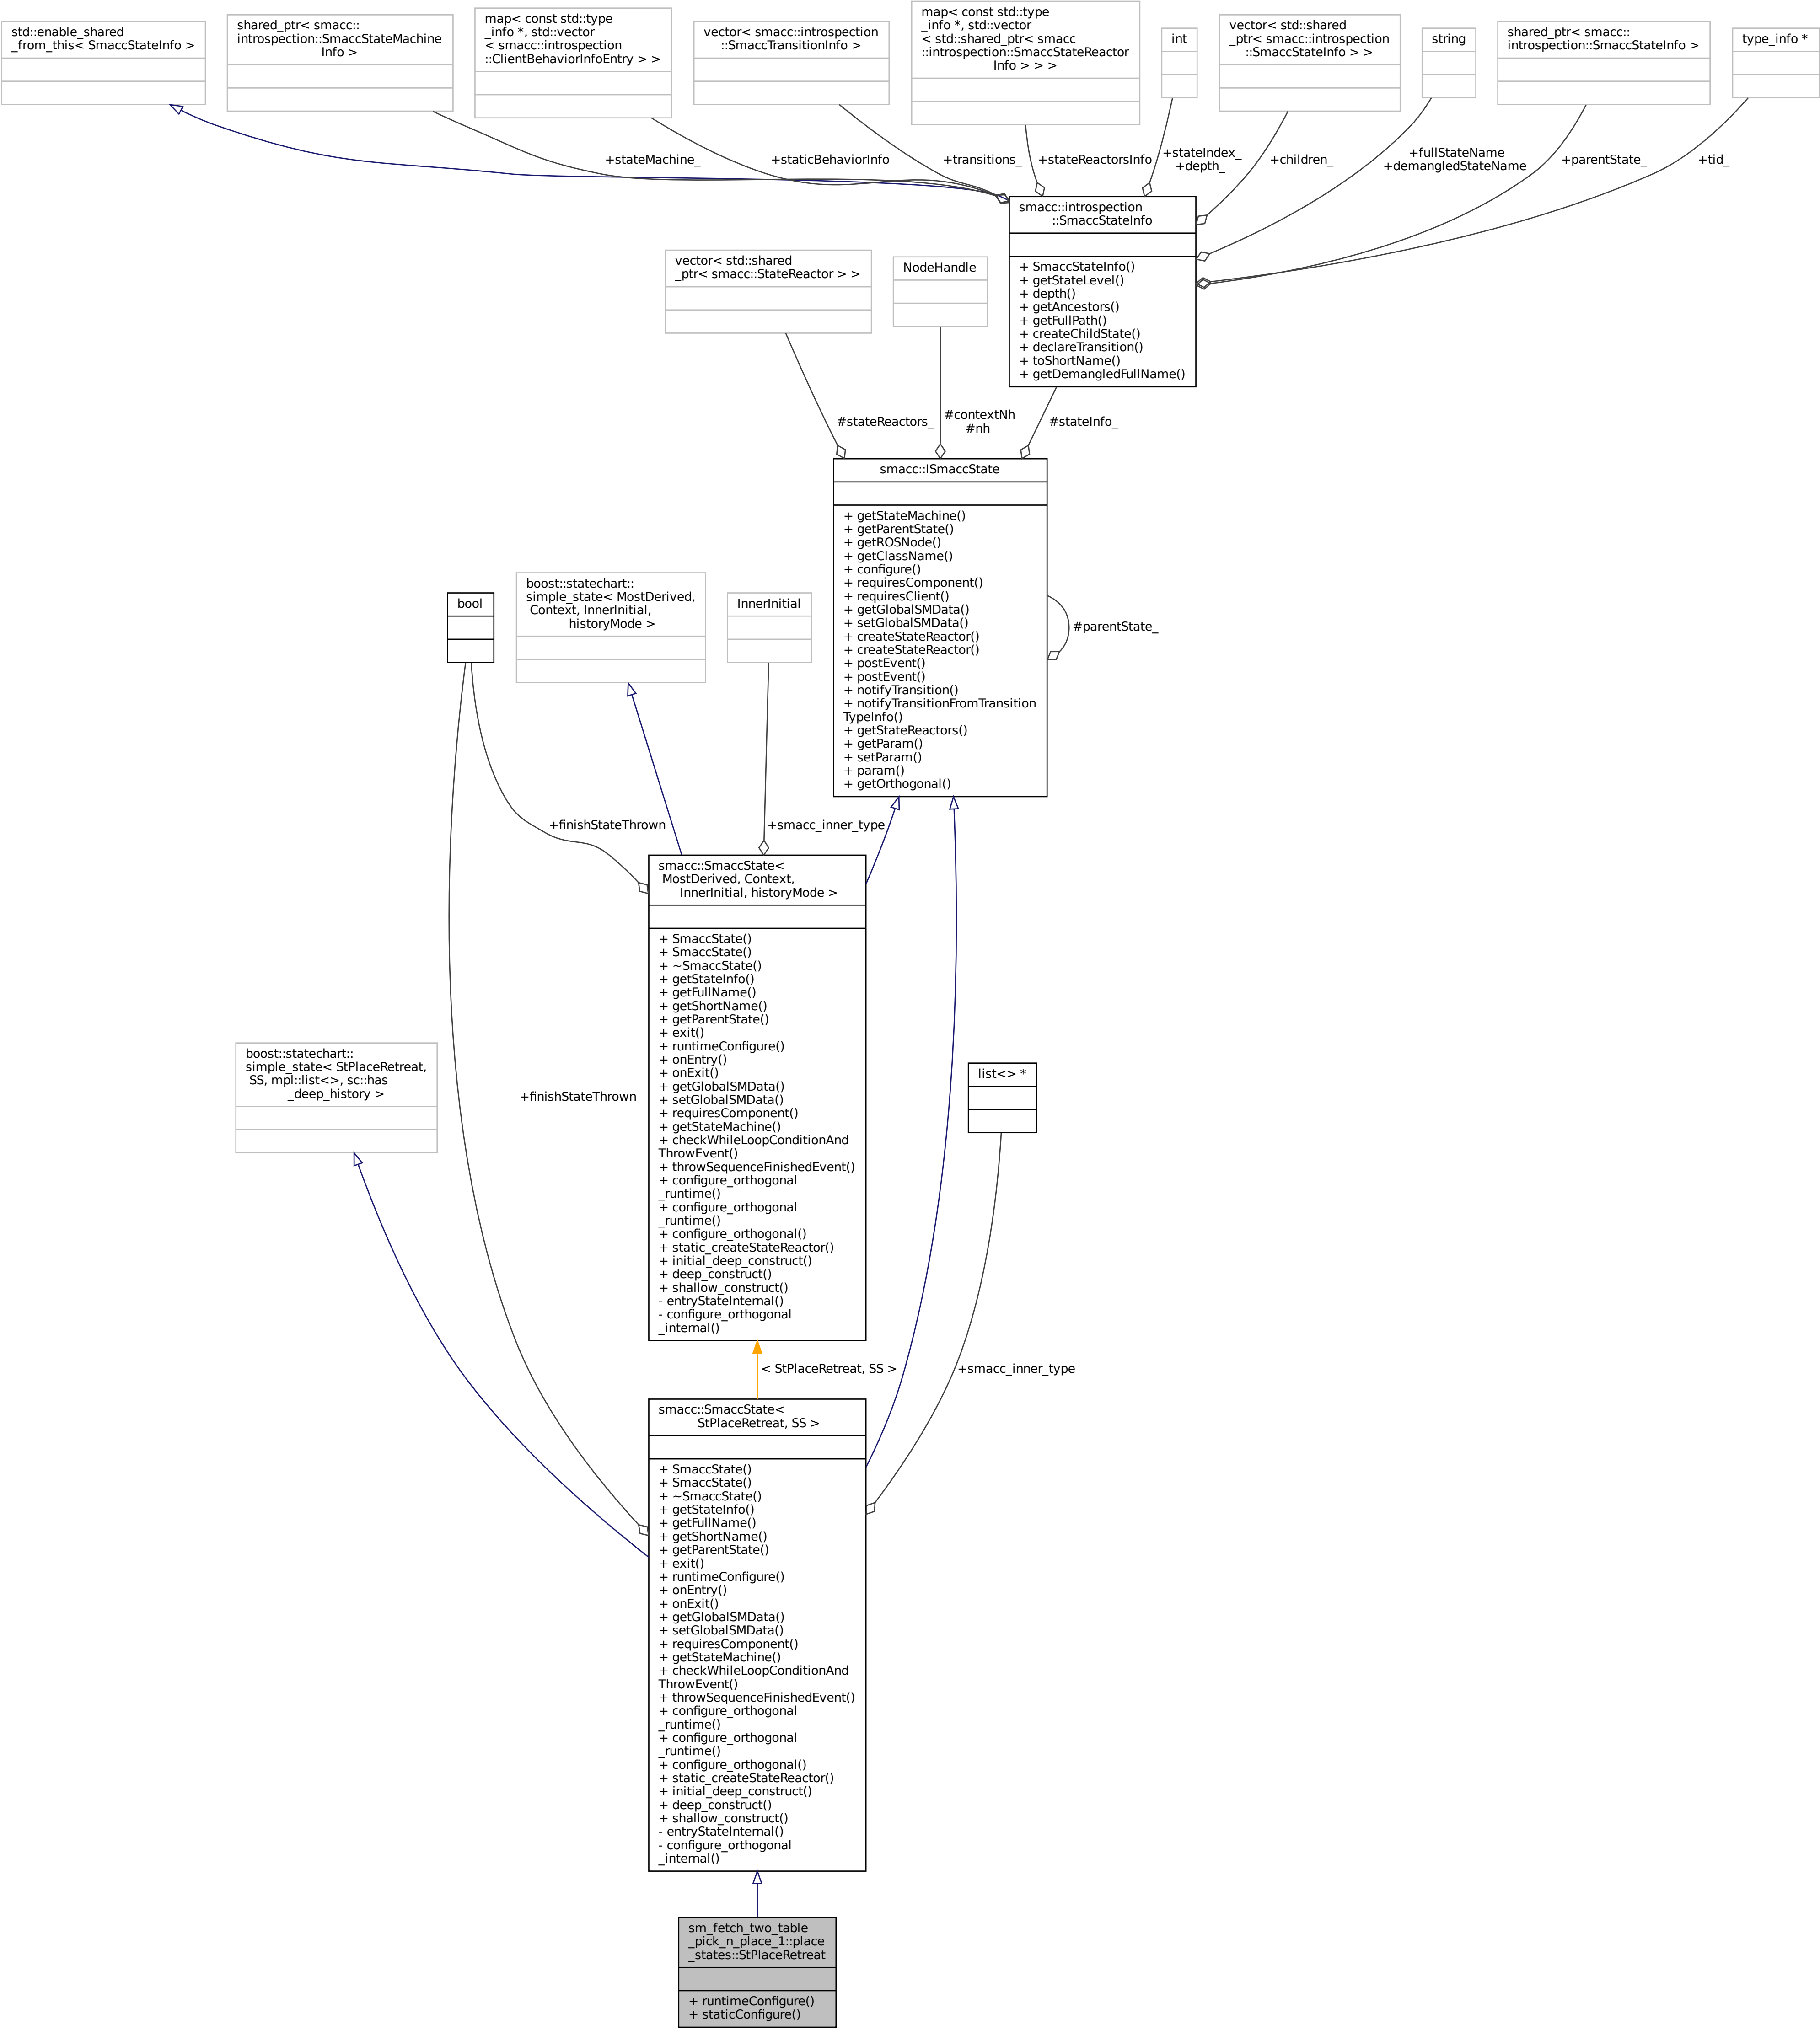 std::enable_shared
_from_this< SmaccStateInfo >
shared_ptr< smacc::
introspection::SmaccStateMachine
Info >
map< const std::type
_info *, std::vector
< smacc::introspection
::ClientBehaviorInfoEntry > >
vector< smacc::introspection
::SmaccTransitionInfo >
map< const std::type
_info *, std::vector
< std::shared_ptr< smacc
::introspection::SmaccStateReactor
Info > > >
int
vector< std::shared
_ptr< smacc::introspection
::SmaccStateInfo > >
string
shared_ptr< smacc::
introspection::SmaccStateInfo >
type_info *
+stateMachine_
+staticBehaviorInfo
+transitions_
+stateReactorsInfo
+stateIndex_
+depth_
+children_
+fullStateName
+demangledStateName
+parentState_
+tid_
smacc::introspection
::SmaccStateInfo
+ SmaccStateInfo()
+ getStateLevel()
+ depth()
+ getAncestors()
+ getFullPath()
+ createChildState()
+ declareTransition()
+ toShortName()
+ getDemangledFullName()
vector< std::shared
_ptr< smacc::StateReactor > >
NodeHandle
#stateReactors_
#contextNh
#nh
#stateInfo_
smacc::ISmaccState
+ getStateMachine()
+ getParentState()
+ getROSNode()
+ getClassName()
+ configure()
+ requiresComponent()
+ requiresClient()
+ getGlobalSMData()
+ setGlobalSMData()
+ createStateReactor()
+ createStateReactor()
+ postEvent()
+ postEvent()
+ notifyTransition()
+ notifyTransitionFromTransition
TypeInfo()
+ getStateReactors()
+ getParam()
+ setParam()
+ param()
+ getOrthogonal()
#parentState_
bool
boost::statechart::
simple_state< MostDerived,
Context, InnerInitial,
historyMode >
InnerInitial
+finishStateThrown
+smacc_inner_type
smacc::SmaccState<
MostDerived, Context,
InnerInitial, historyMode >
+ SmaccState()
+ SmaccState()
+ ~SmaccState()
+ getStateInfo()
+ getFullName()
+ getShortName()
+ getParentState()
+ exit()
+ runtimeConfigure()
+ onEntry()
+ onExit()
+ getGlobalSMData()
+ setGlobalSMData()
+ requiresComponent()
+ getStateMachine()
+ checkWhileLoopConditionAnd
ThrowEvent()
+ throwSequenceFinishedEvent()
+ configure_orthogonal
_runtime()
+ configure_orthogonal
_runtime()
+ configure_orthogonal()
+ static_createStateReactor()
+ initial_deep_construct()
+ deep_construct()
+ shallow_construct()
- entryStateInternal()
- configure_orthogonal
_internal()
boost::statechart::
simple_state< StPlaceRetreat,
SS, mpl::list<>, sc::has
_deep_history >
+finishStateThrown
list<> *
< StPlaceRetreat, SS >
+smacc_inner_type
smacc::SmaccState<
StPlaceRetreat, SS >
+ SmaccState()
+ SmaccState()
+ ~SmaccState()
+ getStateInfo()
+ getFullName()
+ getShortName()
+ getParentState()
+ exit()
+ runtimeConfigure()
+ onEntry()
+ onExit()
+ getGlobalSMData()
+ setGlobalSMData()
+ requiresComponent()
+ getStateMachine()
+ checkWhileLoopConditionAnd
ThrowEvent()
+ throwSequenceFinishedEvent()
+ configure_orthogonal
_runtime()
+ configure_orthogonal
_runtime()
+ configure_orthogonal()
+ static_createStateReactor()
+ initial_deep_construct()
+ deep_construct()
+ shallow_construct()
- entryStateInternal()
- configure_orthogonal
_internal()
sm_fetch_two_table
_pick_n_place_1::place
_states::StPlaceRetreat
+ runtimeConfigure()
+ staticConfigure()